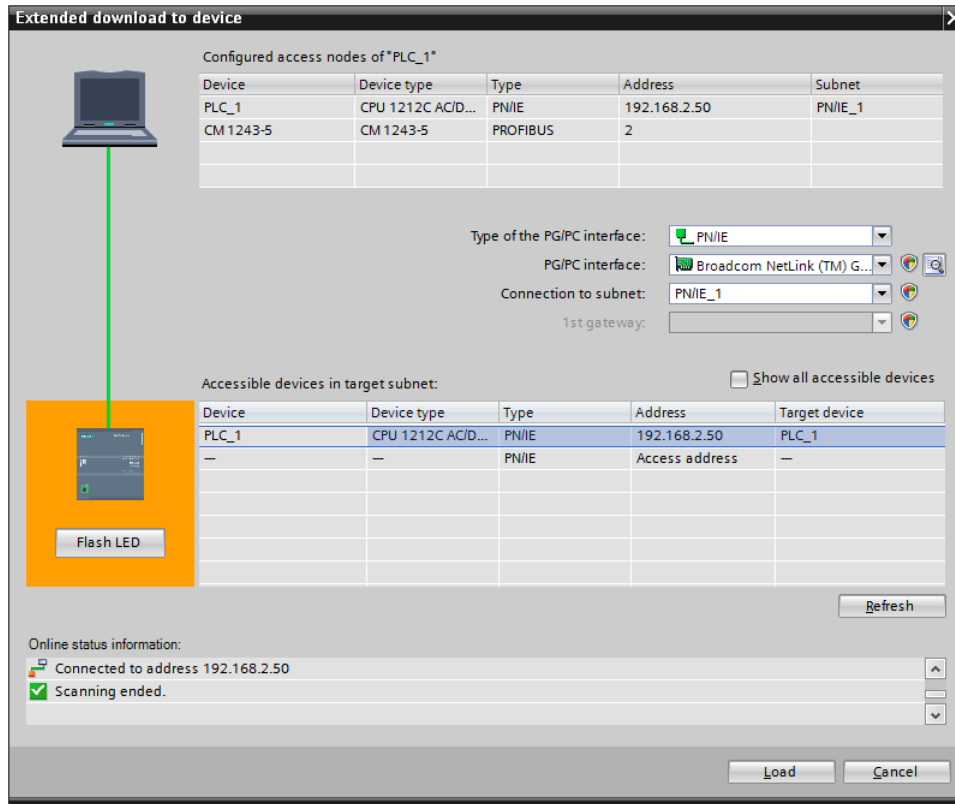 Extended download to device
Configured access nodes of "PLC_1"
Device Device type Type Address Subnet
PLC_1 CPU 1212C AC/D... PN/IE 192.168.2.50 PN/IE_1
CM 1243-5 CM 1243-5 PROFIBUS 2
Type of the PG/PC interface: PN/IE
PG/PC interface: Broadcom NetLink (TM) G...
Connection to subnet: PN/IE_1
1st gateway:
Accessible devices in target subnet: Show all accessible devices
Device Device type Type Address Target device
PLC_1 CPU 1212C AC/D... PN/IE 192.168.2.50 PLC_1
— — PN/IE Access address —
Flash LED
Refresh
Online status information:
Connected to address 192.168.2.50
Scanning ended.
Load Cancel